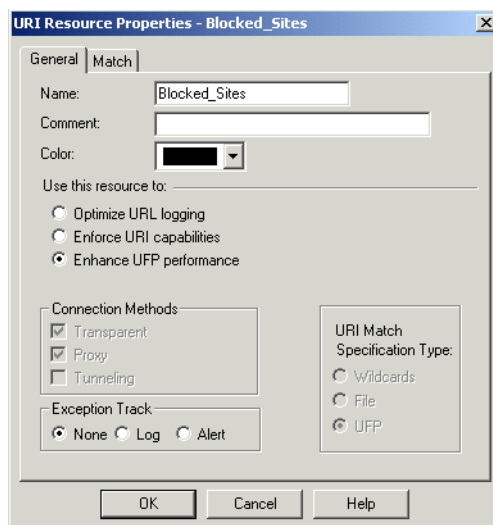 URI Resource Properties - Blocked_Sites
General Match
Name: Blocked_Sites
Comment:
Color:
Use this resource to:
Optimize URL logging
Enforce URI capabilities
Enhance UFP performance
Connection Methods
Transparent
Proxy
Tunneling
URI Match
Specification Type:
Wildcards
File
UFP
Exception Track
None Log Alert
OK Cancel Help